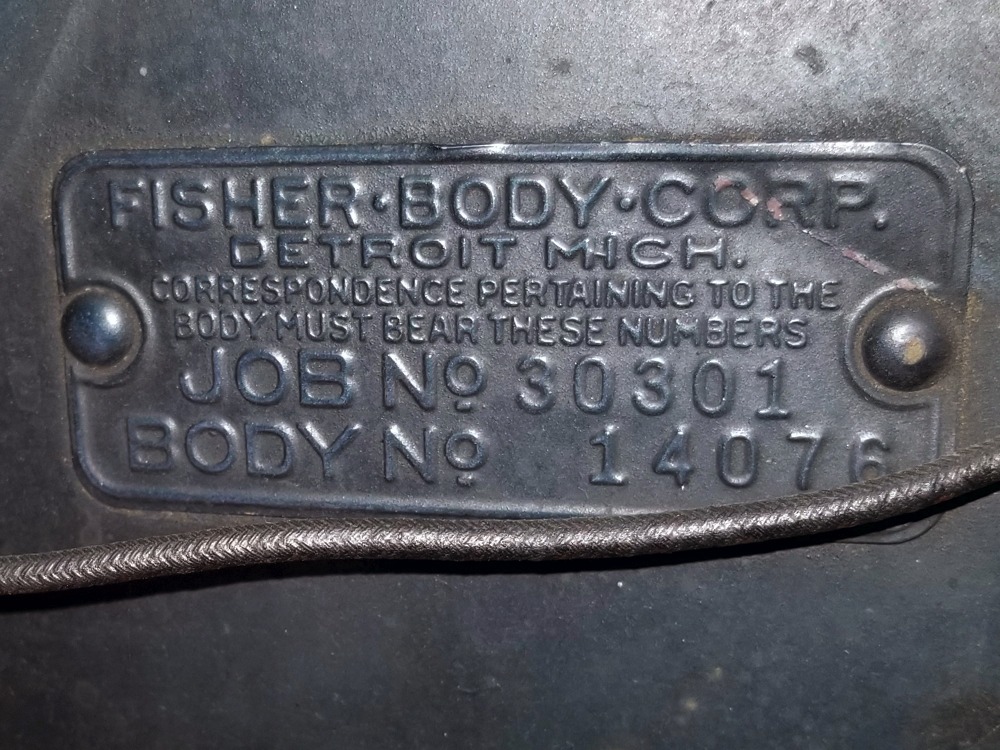 FISHER·BODY·CORP.
DETROIT MICH.
CORRESPONDENCE PERTAINING TO THE
BODY MUST BEAR THESE NUMBERS
JOB Nº 30301
BODY Nº 14076